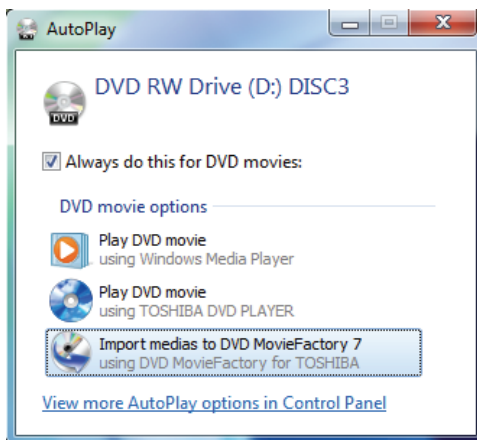 AutoPlay
DVD RW Drive (D:) DISC3
DVD
Always do this for DVD movies:
DVD movie options
Play DVD movie
using Windows Media Player
Play DVD movie
using TOSHIBA DVD PLAYER
Import medias to DVD MovieFactory 7
using DVD MovieFactory for TOSHIBA
View more AutoPlay options in Control Panel